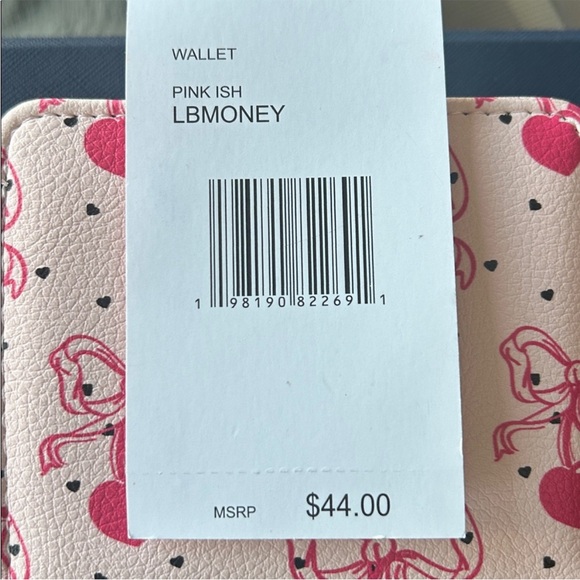 WALLET
PINK ISH
LBMONEY
1 98190 82269 1
MSRP $44.00